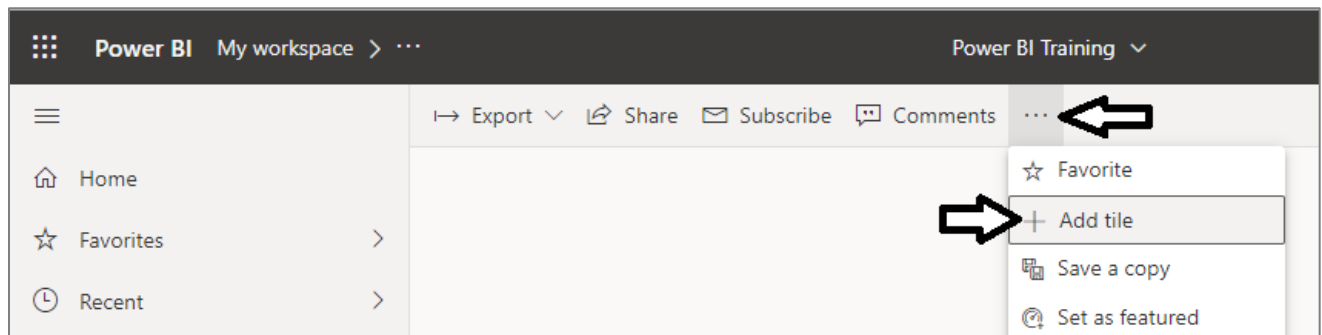 Power BI My workspace > ··· Power BI Training
Export Share Subscribe Comments ···
Home
Favorites
Recent
Favorite
Add tile
Save a copy
Set as featured